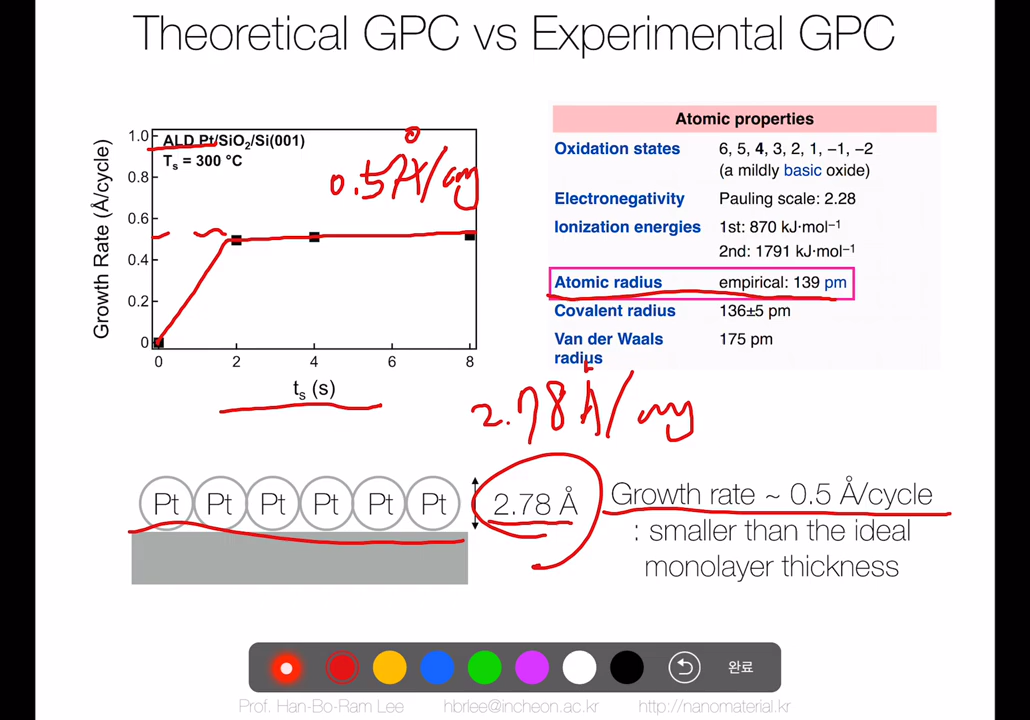 Theoretical GPC vs Experimental GPC
Growth Rate (Å/cycle)
1.0
0.8
0.6
0.4
0.2
0
ALD Pt/SiO₂/Si(001)
Tₛ = 300 °C
0.5Å/cy
0
2
4
6
8
tₛ (s)
Atomic properties
Oxidation states 6, 5, 4, 3, 2, 1, −1, −2
(a mildly basic oxide)
Electronegativity Pauling scale: 2.28
Ionization energies 1st: 870 kJ·mol⁻¹
2nd: 1791 kJ·mol⁻¹
Atomic radius empirical: 139 pm
Covalent radius 136±5 pm
Van der Waals 175 pm
radius
2.78 Å/cy
Pt Pt Pt Pt Pt Pt
2.78 Å
Growth rate ~ 0.5 Å/cycle
: smaller than the ideal
monolayer thickness
완료
Prof. Han-Bo-Ram Lee hbrlee@incheon.ac.kr http://nanomaterial.kr